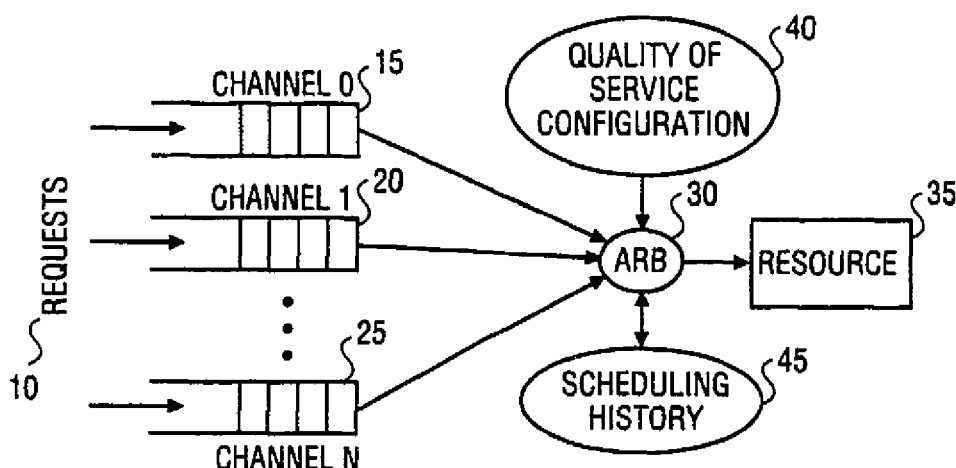 CHANNEL 0
15
CHANNEL 1
20
25
CHANNEL N
REQUESTS
10
QUALITY OF
SERVICE
CONFIGURATION
40
ARB
30
RESOURCE
35
SCHEDULING
HISTORY
45